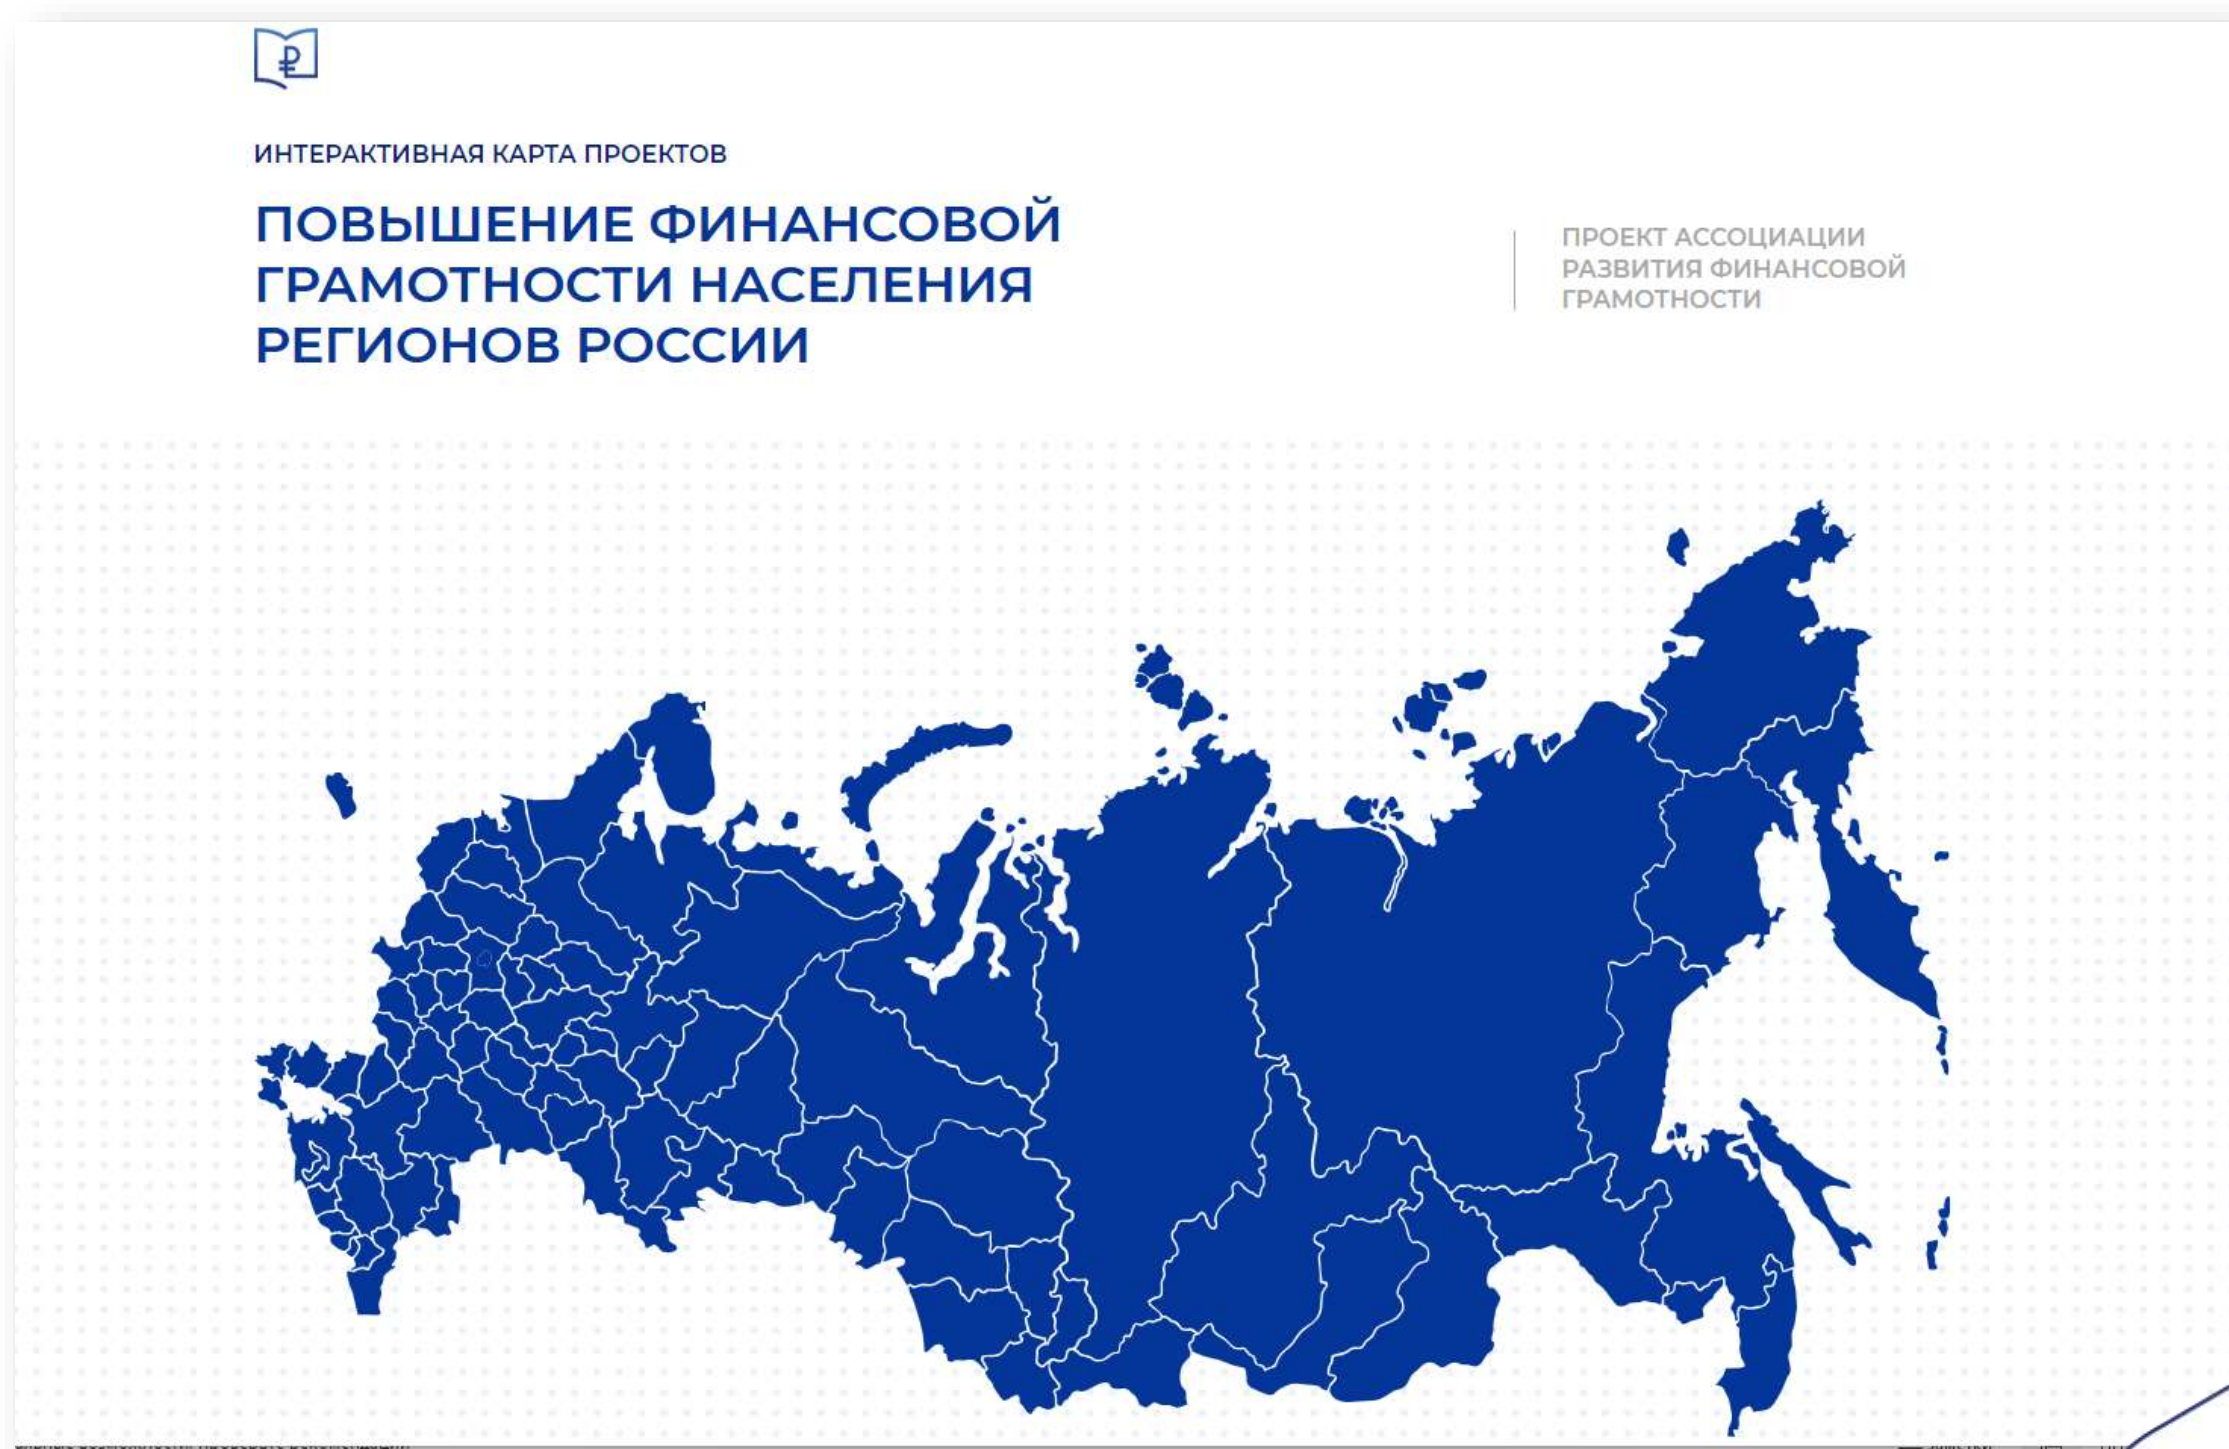 ИНТЕРАКТИВНАЯ КАРТА ПРОЕКТОВ
ПОВЫШЕНИЕ ФИНАНСОВОЙ
ГРАМОТНОСТИ НАСЕЛЕНИЯ
РЕГИОНОВ РОССИИ
ПРОЕКТ АССОЦИАЦИИ
РАЗВИТИЯ ФИНАНСОВОЙ
ГРАМОТНОСТИ